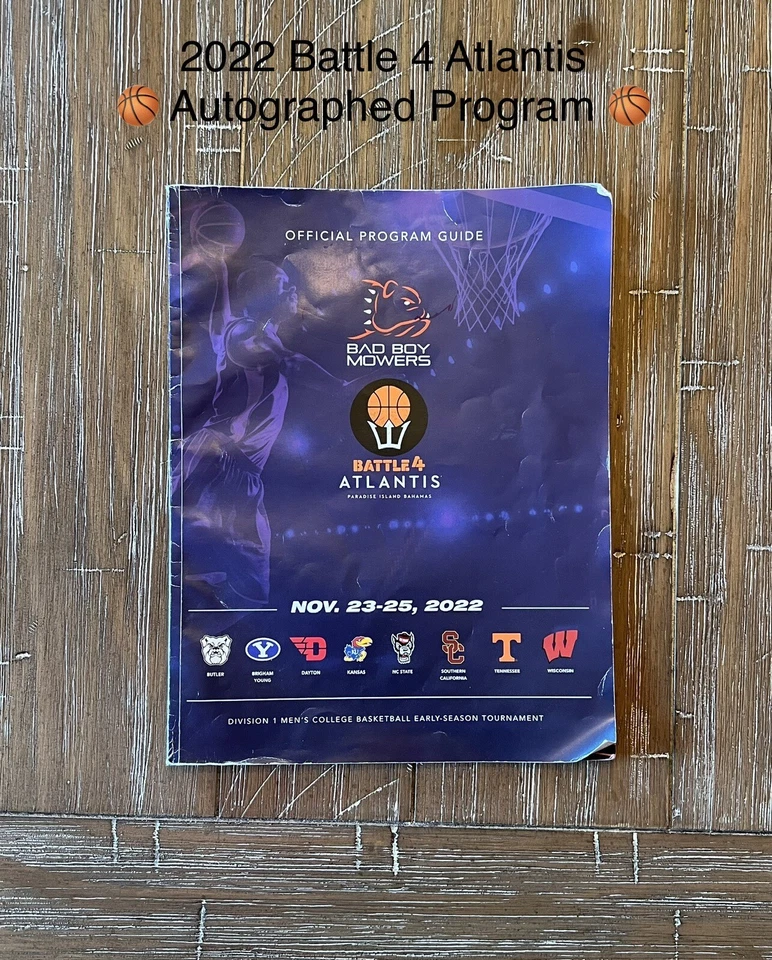 2022 Battle 4 Atlantis
🏀 Autographed Program 🏀
OFFICIAL PROGRAM GUIDE
BAD BOY
MOWERS
BATTLE 4
ATLANTIS
PARADISE ISLAND BAHAMAS
NOV. 23-25, 2022
BUTLER BRIGHAM YOUNG DAYTON KANSAS NC STATE SOUTHERN CALIFORNIA TENNESSEE WISCONSIN
DIVISION 1 MEN'S COLLEGE BASKETBALL EARLY-SEASON TOURNAMENT